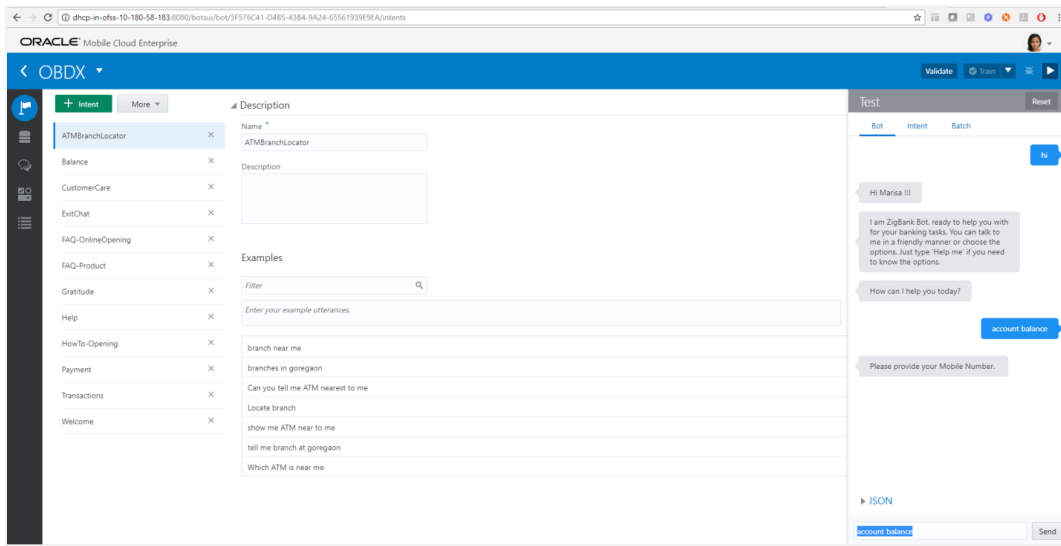 dhcp-in-ofss-10-180-58-183:8080/botsui/bot/3F576C41-D485-43B4-9A24-65561939E9EA/intents
ORACLE Mobile Cloud Enterprise
OBDX
Validate
Train
+ Intent
More
ATMBranchLocator
Balance
CustomerCare
ExitChat
FAQ-OnlineOpening
FAQ-Product
Gratitude
Help
HowTo-Opening
Payment
Transactions
Welcome
Description
Name *
ATMBranchLocator
Description
Examples
Filter
Enter your example utterances.
branch near me
branches in goregaon
Can you tell me ATM nearest to me
Locate branch
show me ATM near to me
tell me branch at goregaon
Which ATM is near me
Test
Reset
Bot Intent Batch
hi
Hi Marisa !!!
I am ZigBank Bot, ready to help you with
for your banking tasks. You can talk to
me in a friendly manner or choose the
options. Just type 'Help me' if you need
to know the options.
How can I help you today?
account balance
Please provide your Mobile Number.
JSON
account balance
Send